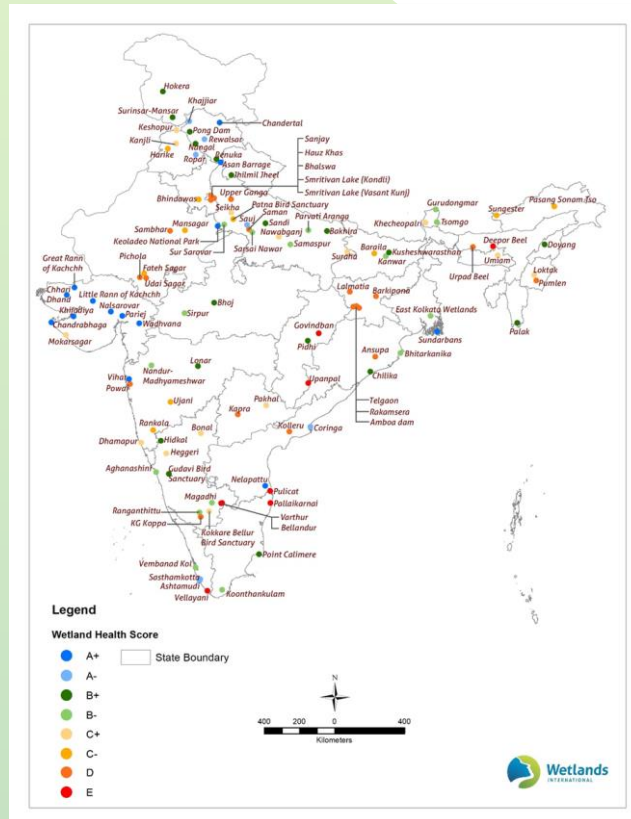 Hokera
Khajjiar
Surinsar-Mansar
Chandertal
Keshopur
Pong Dam
Rewalsar
Kanjli
Nangal
Renuka
Harike
Ropar
Asan Barrage
Jhilmil Jheel
Sanjay
Hauz Khas
Bhalswa
Smritivan Lake (Kondli)
Smritivan Lake (Vasant Kunj)
Bhindawas
Upper Ganga
Patna Bird Sanctuary
Seikha
Saman
Sandi
Parvati Aranga
Mansagar
Sauj
Nawabganj
Bakhira
Sambhar
Keoladeo National Park
Sur Sarovar
Sarsai Nawar
Samaspur
Suraha
Baraila
Kanwar
Kusheshwarasthan
Gurudongmar
Khecheopalri
Tsomgo
Sungester
Pasang Sonam Tso
Deepor Beel
Doyang
Umiam
Urpad Beel
Loktak
Pumlen
Palak
Great Rann
of Kachchh
Pichola
Fateh Sagar
Udai Sagar
Chhari
Dhand
Little Rann of Kachchh
Nalsarovar
Khijadiya
Pariej
Chandrabhaga
Wadhvana
Mokarsagar
Sirpur
Bhoj
Lalmatia
Barkipona
East Kolkata Wetlands
Sundarbans
Govindban
Pidhi
Ansupa
Bhitarkanika
Chilika
Telgaon
Rakamsera
Amboa dam
Nandur-
Madhyameshwar
Lonar
Vihar
Powai
Upanpal
Ujani
Kapra
Pakhal
Kolleru
Coringa
Rankala
Bonal
Dhamapur
Hidkal
Heggeri
Aghanashini
Gudavi Bird
Sanctuary
Nelapattu
Pulicat
Magadhi
Pallaikarnai
Ranganthittu
Varthur
KG Koppa
Bellandur
Kokkare Bellur
Bird Sanctuary
Point Calimere
Vembanad Kol
Sasthamkotta
Ashtamudi
Koonthankulam
Vellayani
Legend
Wetland Health Score
A+
State Boundary
A-
B+
B-
C+
C-
D
E
N
400 200 0 400
Kilometers
Wetlands
INTERNATIONAL